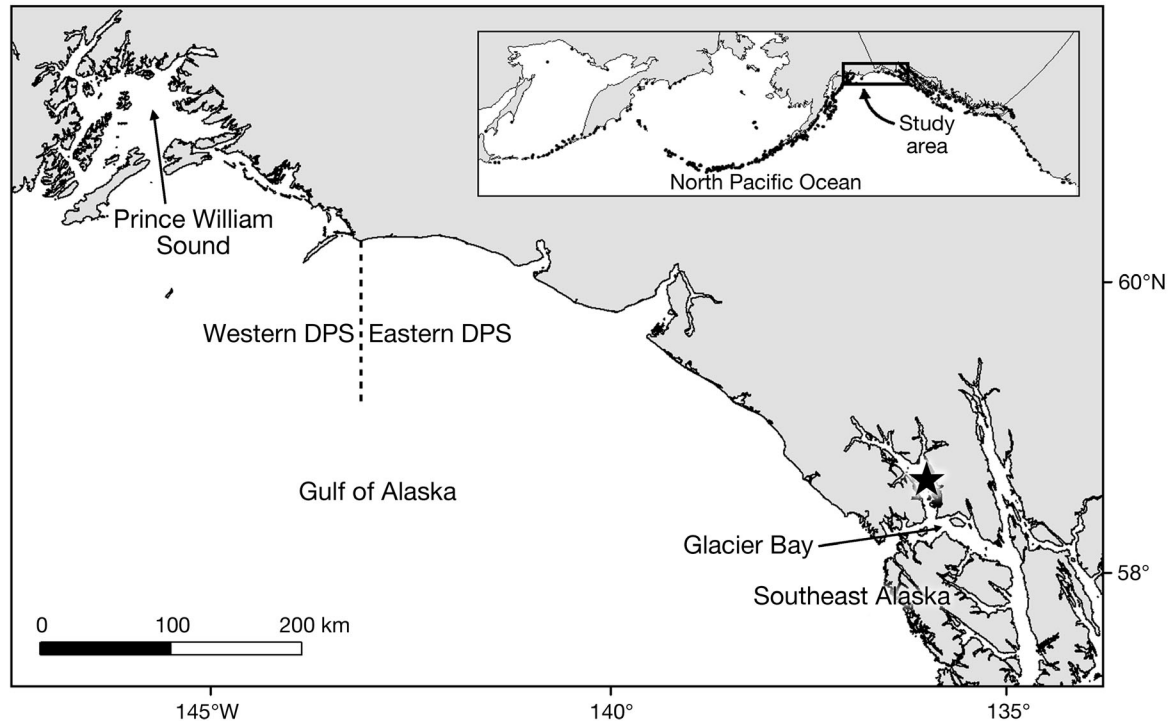 Study
area
North Pacific Ocean
Prince William
Sound
60°N
Western DPS
Eastern DPS
Gulf of Alaska
Glacier Bay
58°
Southeast Alaska
0
100
200 km
145°W
140°
135°